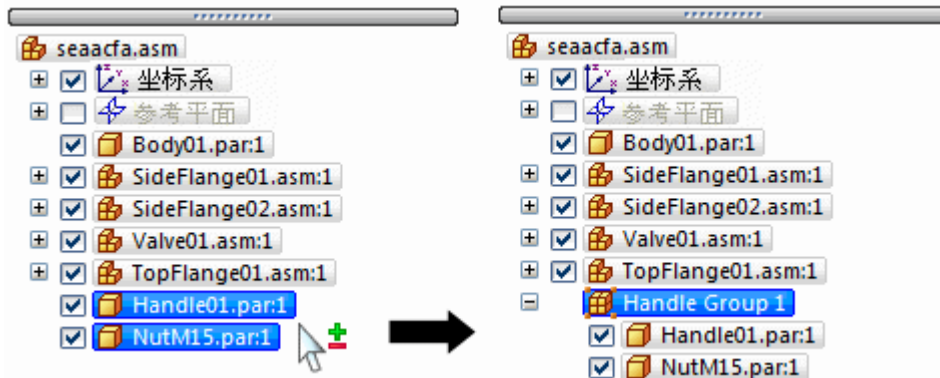 seaacfa.asm
坐标系
参考平面
Body01.par:1
SideFlange01.asm:1
SideFlange02.asm:1
Valve01.asm:1
TopFlange01.asm:1
Handle01.par:1
NutM15.par:1
seaacfa.asm
坐标系
参考平面
Body01.par:1
SideFlange01.asm:1
SideFlange02.asm:1
Valve01.asm:1
TopFlange01.asm:1
Handle Group 1
Handle01.par:1
NutM15.par:1